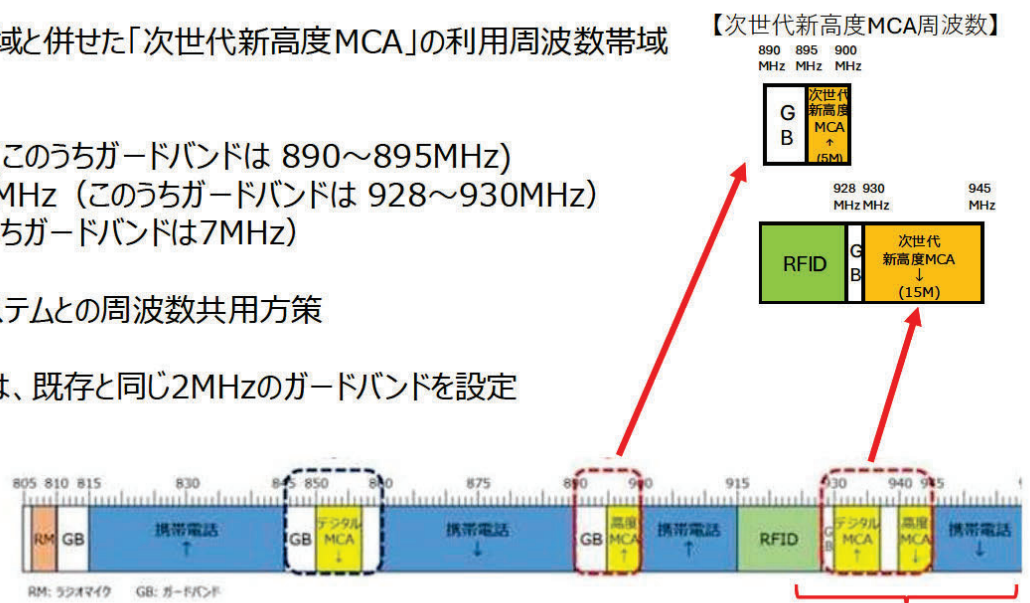 域と併せた「次世代新高度MCA」の利用周波数帯域
このうちガードバンドは 890～895MHz)
MHz（このうちガードバンドは 928～930MHz）
ちガードバンドは7MHz）
ステムとの周波数共用方策
は、既存と同じ2MHzのガードバンドを設定
【次世代新高度MCA周波数】
890 895 900
MHz MHz MHz
GB
次世代
新高度
MCA
↑
(5M)
928 930 945
MHz MHz MHz
RFID
GB
次世代
新高度MCA
↓
(15M)
805 810 815 830 845 850 860 875 890 900 915 930 940 945
RM GB 携帯電話 ↑ GB デジタル MCA ↓ 携帯電話 ↓ GB 高度 MCA ↑ 携帯電話 ↑ RFID GB デジタル MCA ↑ 高度 MCA ↓ 携帯電話 ↓
RM: ラジオマイク GB: ガードバンド